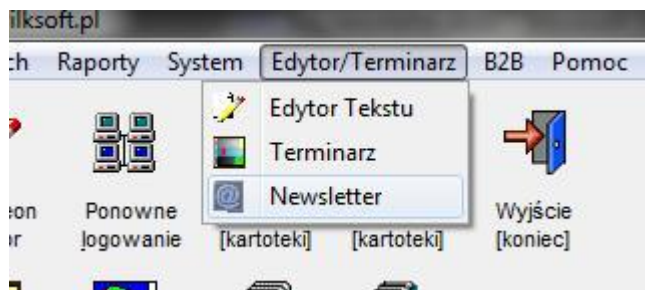 ilksoft.pl
ch Raporty System Edytor/Terminarz B2B Pomoc
Edytor Tekstu
Terminarz
Newsletter
eon Ponowne Wyjście
or logowanie [kartoteki] [kartoteki] [koniec]